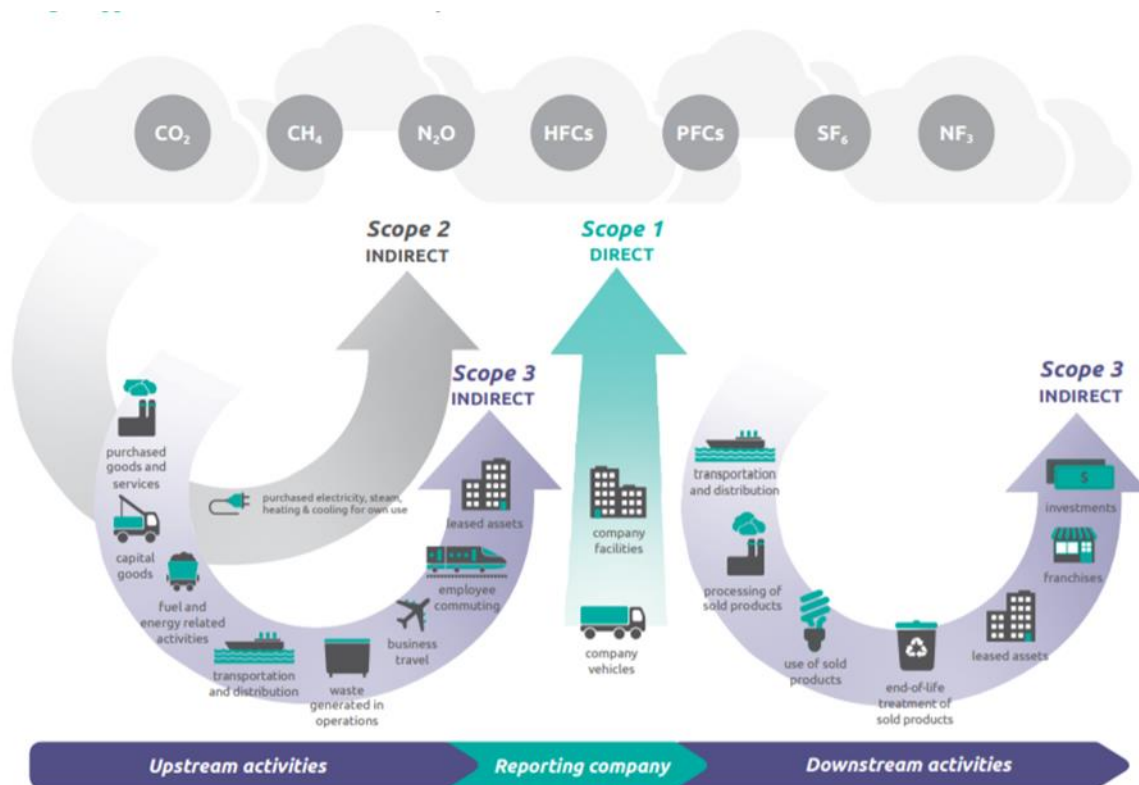 CO₂
CH₄
N₂O
HFCs
PFCs
SF₆
NF₃
Scope 2
INDIRECT
Scope 1
DIRECT
Scope 3
INDIRECT
Scope 3
INDIRECT
purchased
goods and
services
capital
goods
fuel and
energy related
activities
transportation
and distribution
waste
generated in
operations
business
travel
employee
commuting
leased assets
purchased electricity, steam,
heating & cooling for own use
company
facilities
company
vehicles
transportation
and distribution
processing of
sold products
use of sold
products
end-of-life
treatment of
sold products
leased assets
franchises
$
investments
Upstream activities
Reporting company
Downstream activities